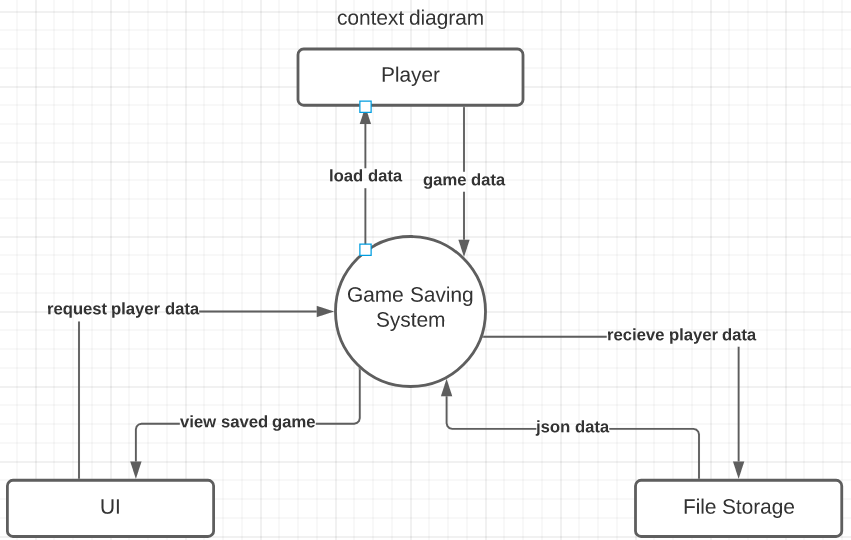 context diagram
Player
load data
game data
Game Saving
System
request player data
recieve player data
view saved game
json data
UI
File Storage